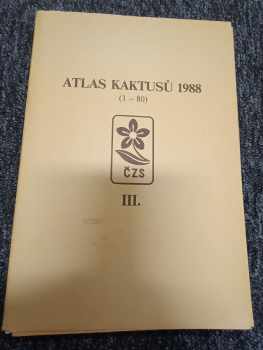 ATLAS KAKTUSŮ 1988
(1 – 80)
ČZS
III.